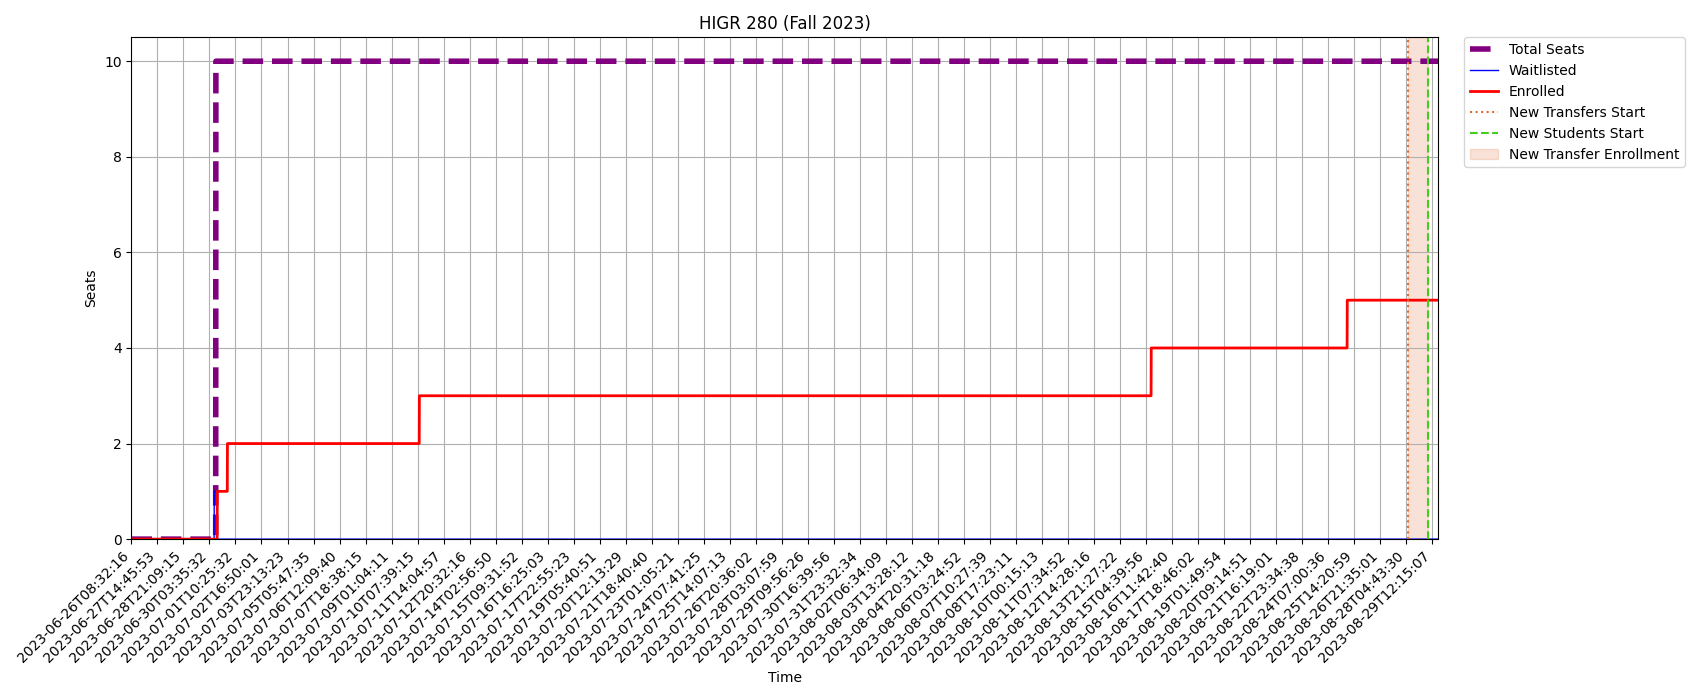 HIGR 280 (Fall 2023)
Total Seats
Waitlisted
Enrolled
New Transfers Start
New Students Start
New Transfer Enrollment
Seats
10
8
6
4
2
0
2023-06-26T08:32:16
2023-06-27T14:45:53
2023-06-28T21:09:15
2023-06-30T03:35:32
2023-07-01T10:25:32
2023-07-02T16:50:01
2023-07-03T23:13:23
2023-07-05T05:47:35
2023-07-06T12:09:40
2023-07-07T18:38:15
2023-07-09T01:04:11
2023-07-10T07:39:15
2023-07-11T14:04:57
2023-07-12T20:32:16
2023-07-14T02:56:50
2023-07-15T09:31:52
2023-07-16T16:25:03
2023-07-17T22:55:23
2023-07-19T05:40:51
2023-07-20T12:13:29
2023-07-21T18:40:40
2023-07-23T01:05:21
2023-07-24T07:41:25
2023-07-25T14:07:13
2023-07-26T20:36:02
2023-07-28T03:07:59
2023-07-29T09:56:26
2023-07-30T16:39:56
2023-07-31T23:32:34
2023-08-02T06:34:09
2023-08-03T13:28:12
2023-08-04T20:31:18
2023-08-06T03:24:52
2023-08-07T10:27:39
2023-08-08T17:23:11
2023-08-10T00:15:13
2023-08-11T07:34:52
2023-08-12T14:28:16
2023-08-13T21:27:22
2023-08-15T04:39:56
2023-08-16T11:42:40
2023-08-17T18:46:02
2023-08-19T01:49:54
2023-08-20T09:14:51
2023-08-21T16:19:01
2023-08-22T23:34:38
2023-08-24T07:00:36
2023-08-25T14:20:59
2023-08-26T21:35:01
2023-08-28T04:43:30
2023-08-29T12:15:07
Time